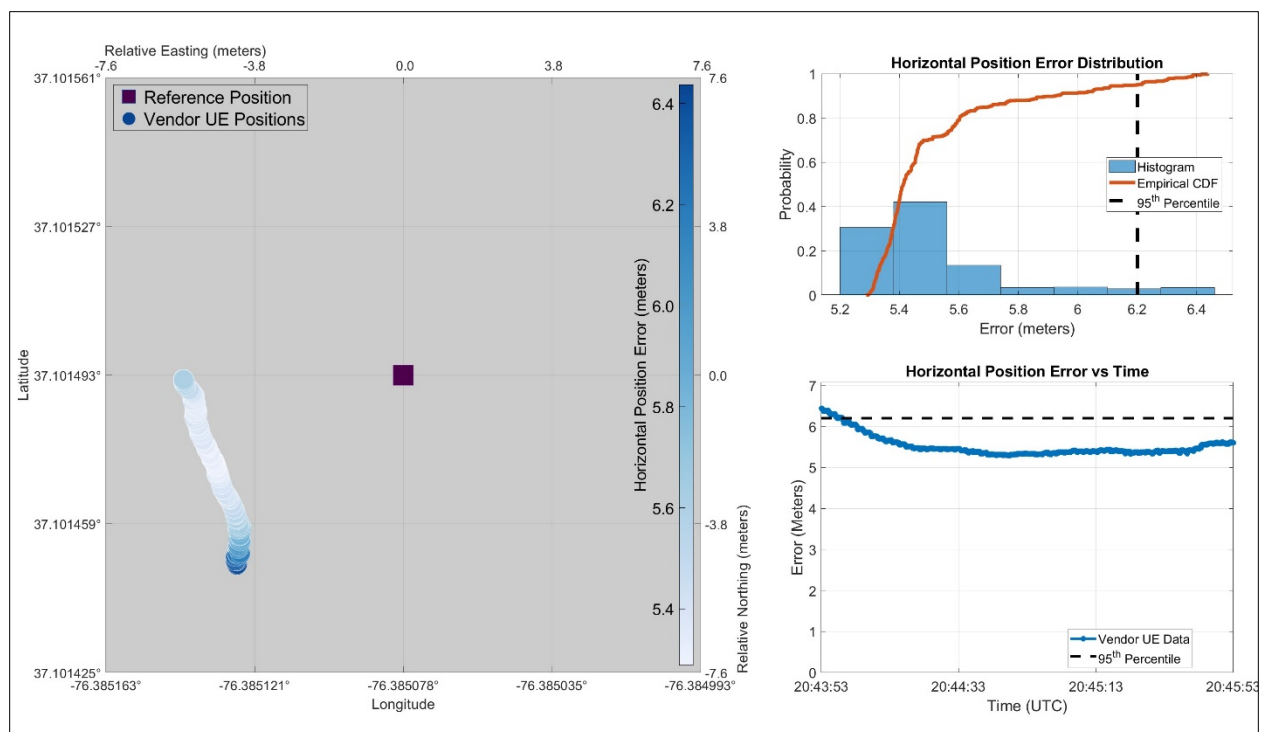 Relative Easting (meters)
-7.6 -3.8 0.0 3.8 7.6
37.101561° 7.6
Reference Position
Vendor UE Positions
6.4
6.2
37.101527° 3.8
6.0
Horizontal Position Error (meters)
Latitude
37.101493° 0.0
5.8
5.6
37.101459° -3.8
5.4
Relative Northing (meters)
37.101425° -7.6
-76.385163° -76.385121° -76.385078° -76.385035° -76.384993°
Longitude
Horizontal Position Error Distribution
1
0.8
0.6
0.4
0.2
0
Probability
Histogram
Empirical CDF
95th Percentile
5.2 5.4 5.6 5.8 6 6.2 6.4
Error (meters)
Horizontal Position Error vs Time
7
6
5
4
3
2
1
0
Error (Meters)
Vendor UE Data
95th Percentile
20:43:53 20:44:33 20:45:13 20:45:53
Time (UTC)